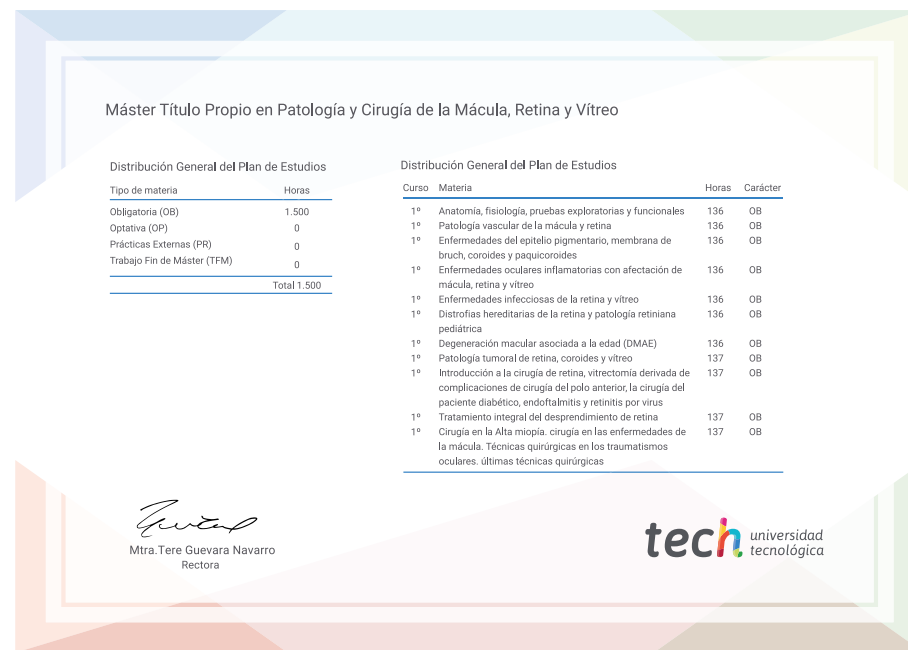 Máster Título Propio en Patología y Cirugía de la Mácula, Retina y Vítreo
Distribución General del Plan de Estudios
Tipo de materia Horas
Obligatoria (OB) 1.500
Optativa (OP) 0
Prácticas Externas (PR) 0
Trabajo Fin de Máster (TFM) 0
Total 1.500
Distribución General del Plan de Estudios
Curso Materia Horas Carácter
1º Anatomía, fisiología, pruebas exploratorias y funcionales 136 OB
1º Patología vascular de la mácula y retina 136 OB
1º Enfermedades del epitelio pigmentario, membrana de 136 OB
bruch, coroides y paquicoroides
1º Enfermedades oculares inflamatorias con afectación de 136 OB
mácula, retina y vítreo
1º Enfermedades infecciosas de la retina y vítreo 136 OB
1º Distrofias hereditarias de la retina y patología retiniana 136 OB
pediátrica
1º Degeneración macular asociada a la edad (DMAE) 136 OB
1º Patología tumoral de retina, coroides y vítreo 137 OB
1º Introducción a la cirugía de retina, vitrectomía derivada de 137 OB
complicaciones de cirugía del polo anterior, la cirugía del
paciente diabético, endoftalmitis y retinitis por virus
1º Tratamiento integral del desprendimiento de retina 137 OB
1º Cirugía en la Alta miopía. cirugía en las enfermedades de 137 OB
la mácula. Técnicas quirúrgicas en los traumatismos
oculares. últimas técnicas quirúrgicas
Mtra.Tere Guevara Navarro
Rectora
tech universidad
tecnológica